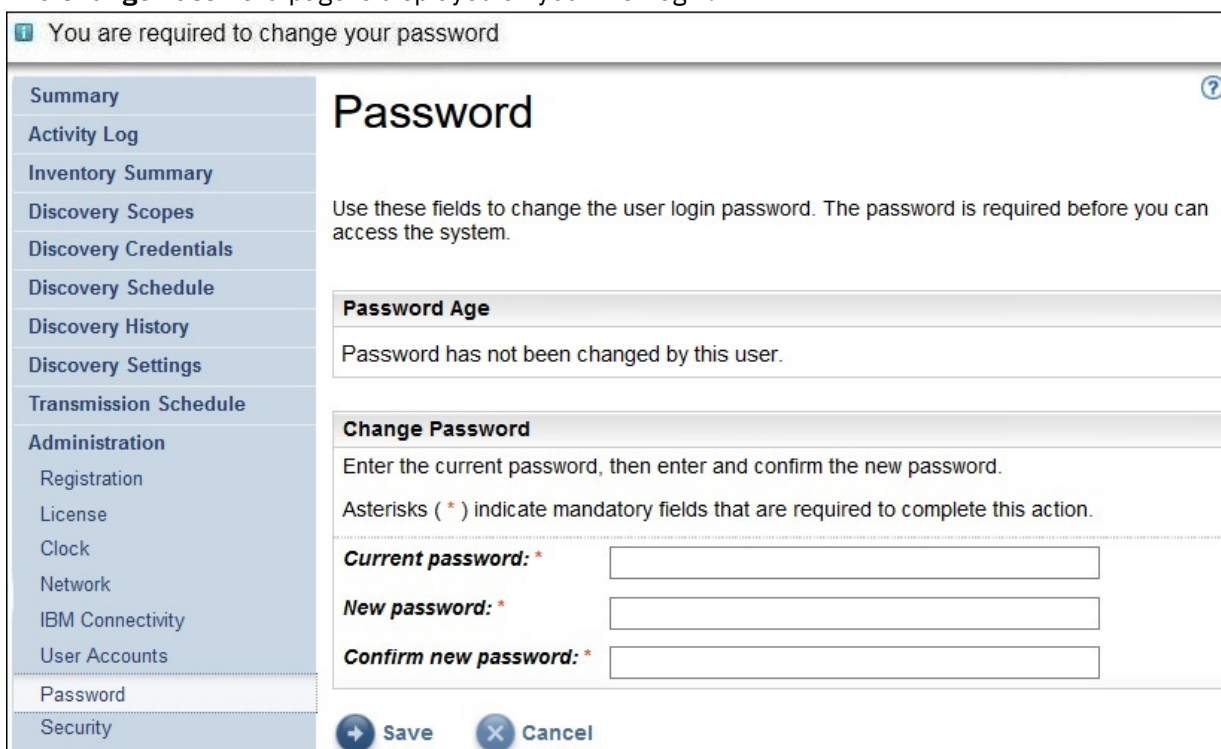 You are required to change your password
Summary
Activity Log
Inventory Summary
Discovery Scopes
Discovery Credentials
Discovery Schedule
Discovery History
Discovery Settings
Transmission Schedule
Administration
Registration
License
Clock
Network
IBM Connectivity
User Accounts
Password
Security
?
Password
Use these fields to change the user login password. The password is required before you can
access the system.
Password Age
Password has not been changed by this user.
Change Password
Enter the current password, then enter and confirm the new password.
Asterisks ( * ) indicate mandatory fields that are required to complete this action.
Current password: *
New password: *
Confirm new password: *
Save
Cancel